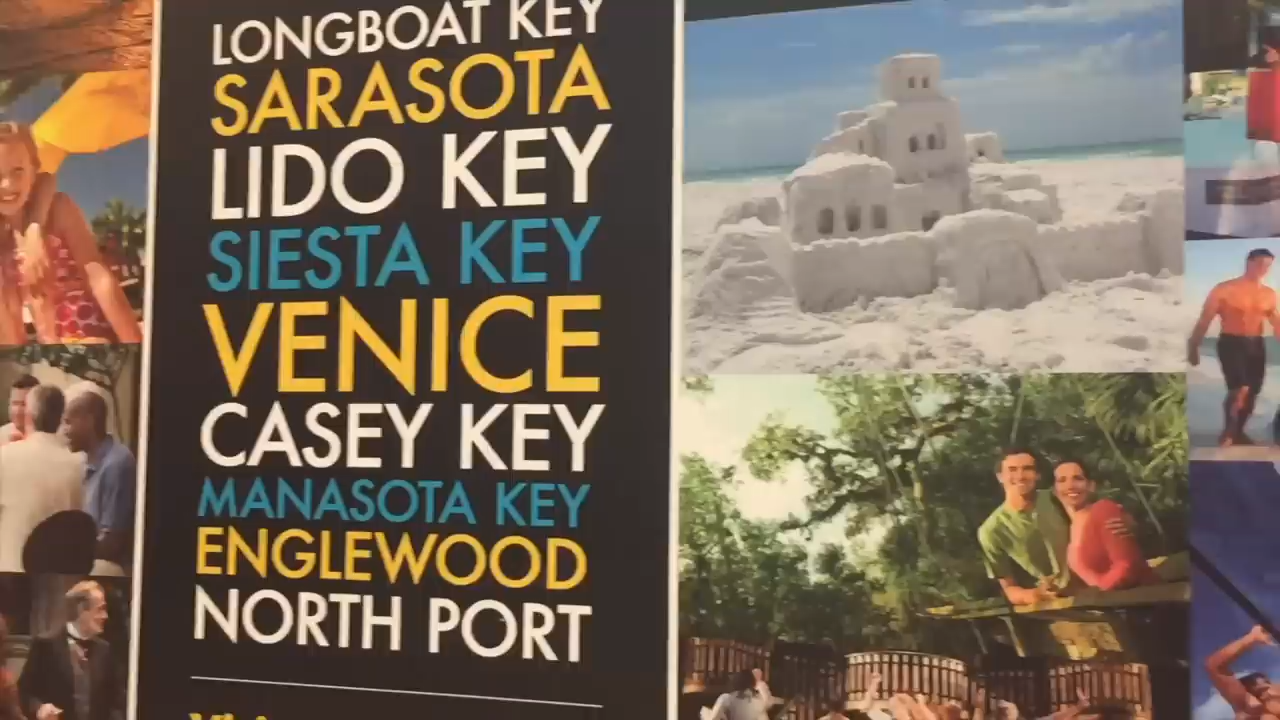 LONGBOAT KEY
SARASOTA
LIDO KEY
SIESTA KEY
VENICE
CASEY KEY
MANASOTA KEY
ENGLEWOOD
NORTH PORT